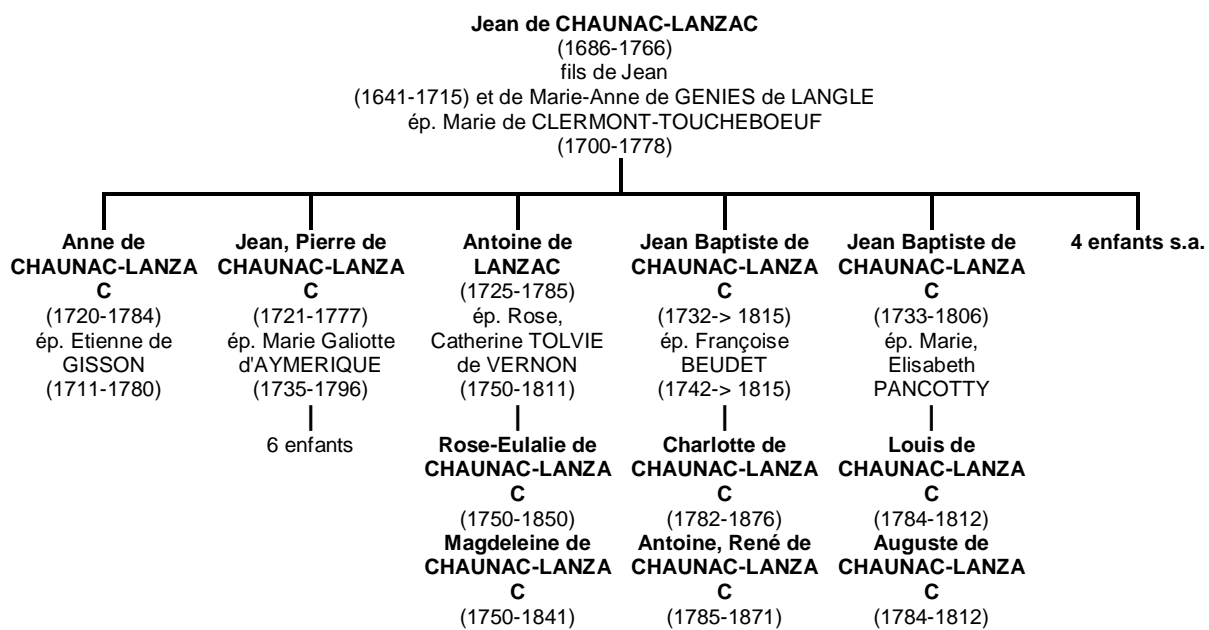 Jean de CHAUNAC-LANZAC
(1686-1766)
fils de Jean
(1641-1715) et de Marie-Anne de GENIES de LANGLE
ép. Marie de CLERMONT-TOUCHEBOEUF
(1700-1778)
Anne de
CHAUNAC-LANZA
C
(1720-1784)
ép. Etienne de
GISSON
(1711-1780)
Jean, Pierre de
CHAUNAC-LANZA
C
(1721-1777)
ép. Marie Galiotte
d'AYMERIQUE
(1735-1796)
6 enfants
Antoine de
LANZAC
(1725-1785)
ép. Rose,
Catherine TOLVIE
de VERNON
(1750-1811)
Rose-Eulalie de
CHAUNAC-LANZA
C
(1750-1850)
Magdeleine de
CHAUNAC-LANZA
C
(1750-1841)
Jean Baptiste de
CHAUNAC-LANZA
C
(1732-> 1815)
ép. Françoise
BEUDET
(1742-> 1815)
Charlotte de
CHAUNAC-LANZA
C
(1782-1876)
Antoine, René de
CHAUNAC-LANZA
C
(1785-1871)
Jean Baptiste de
CHAUNAC-LANZA
C
(1733-1806)
ép. Marie,
Elisabeth
PANCOTTY
Louis de
CHAUNAC-LANZA
C
(1784-1812)
Auguste de
CHAUNAC-LANZA
C
(1784-1812)
4 enfants s.a.